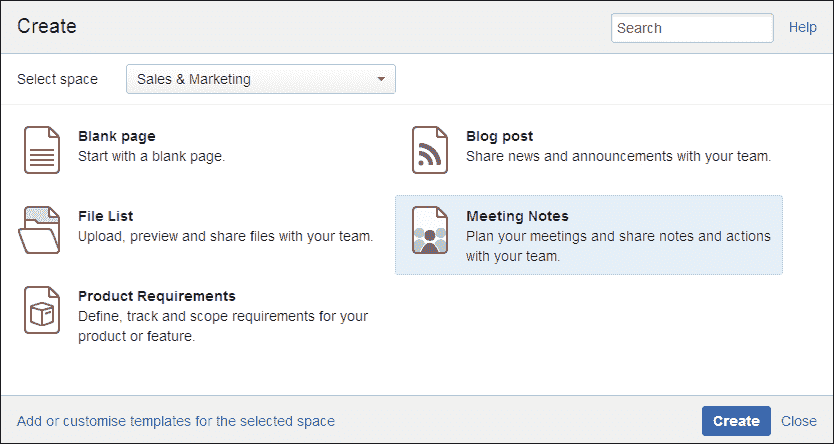 Create
Search
Help
Select space
Sales & Marketing
Blank page
Start with a blank page.
Blog post
Share news and announcements with your team.
File List
Upload, preview and share files with your team.
Meeting Notes
Plan your meetings and share notes and actions
with your team.
Product Requirements
Define, track and scope requirements for your
product or feature.
Add or customise templates for the selected space
Create
Close